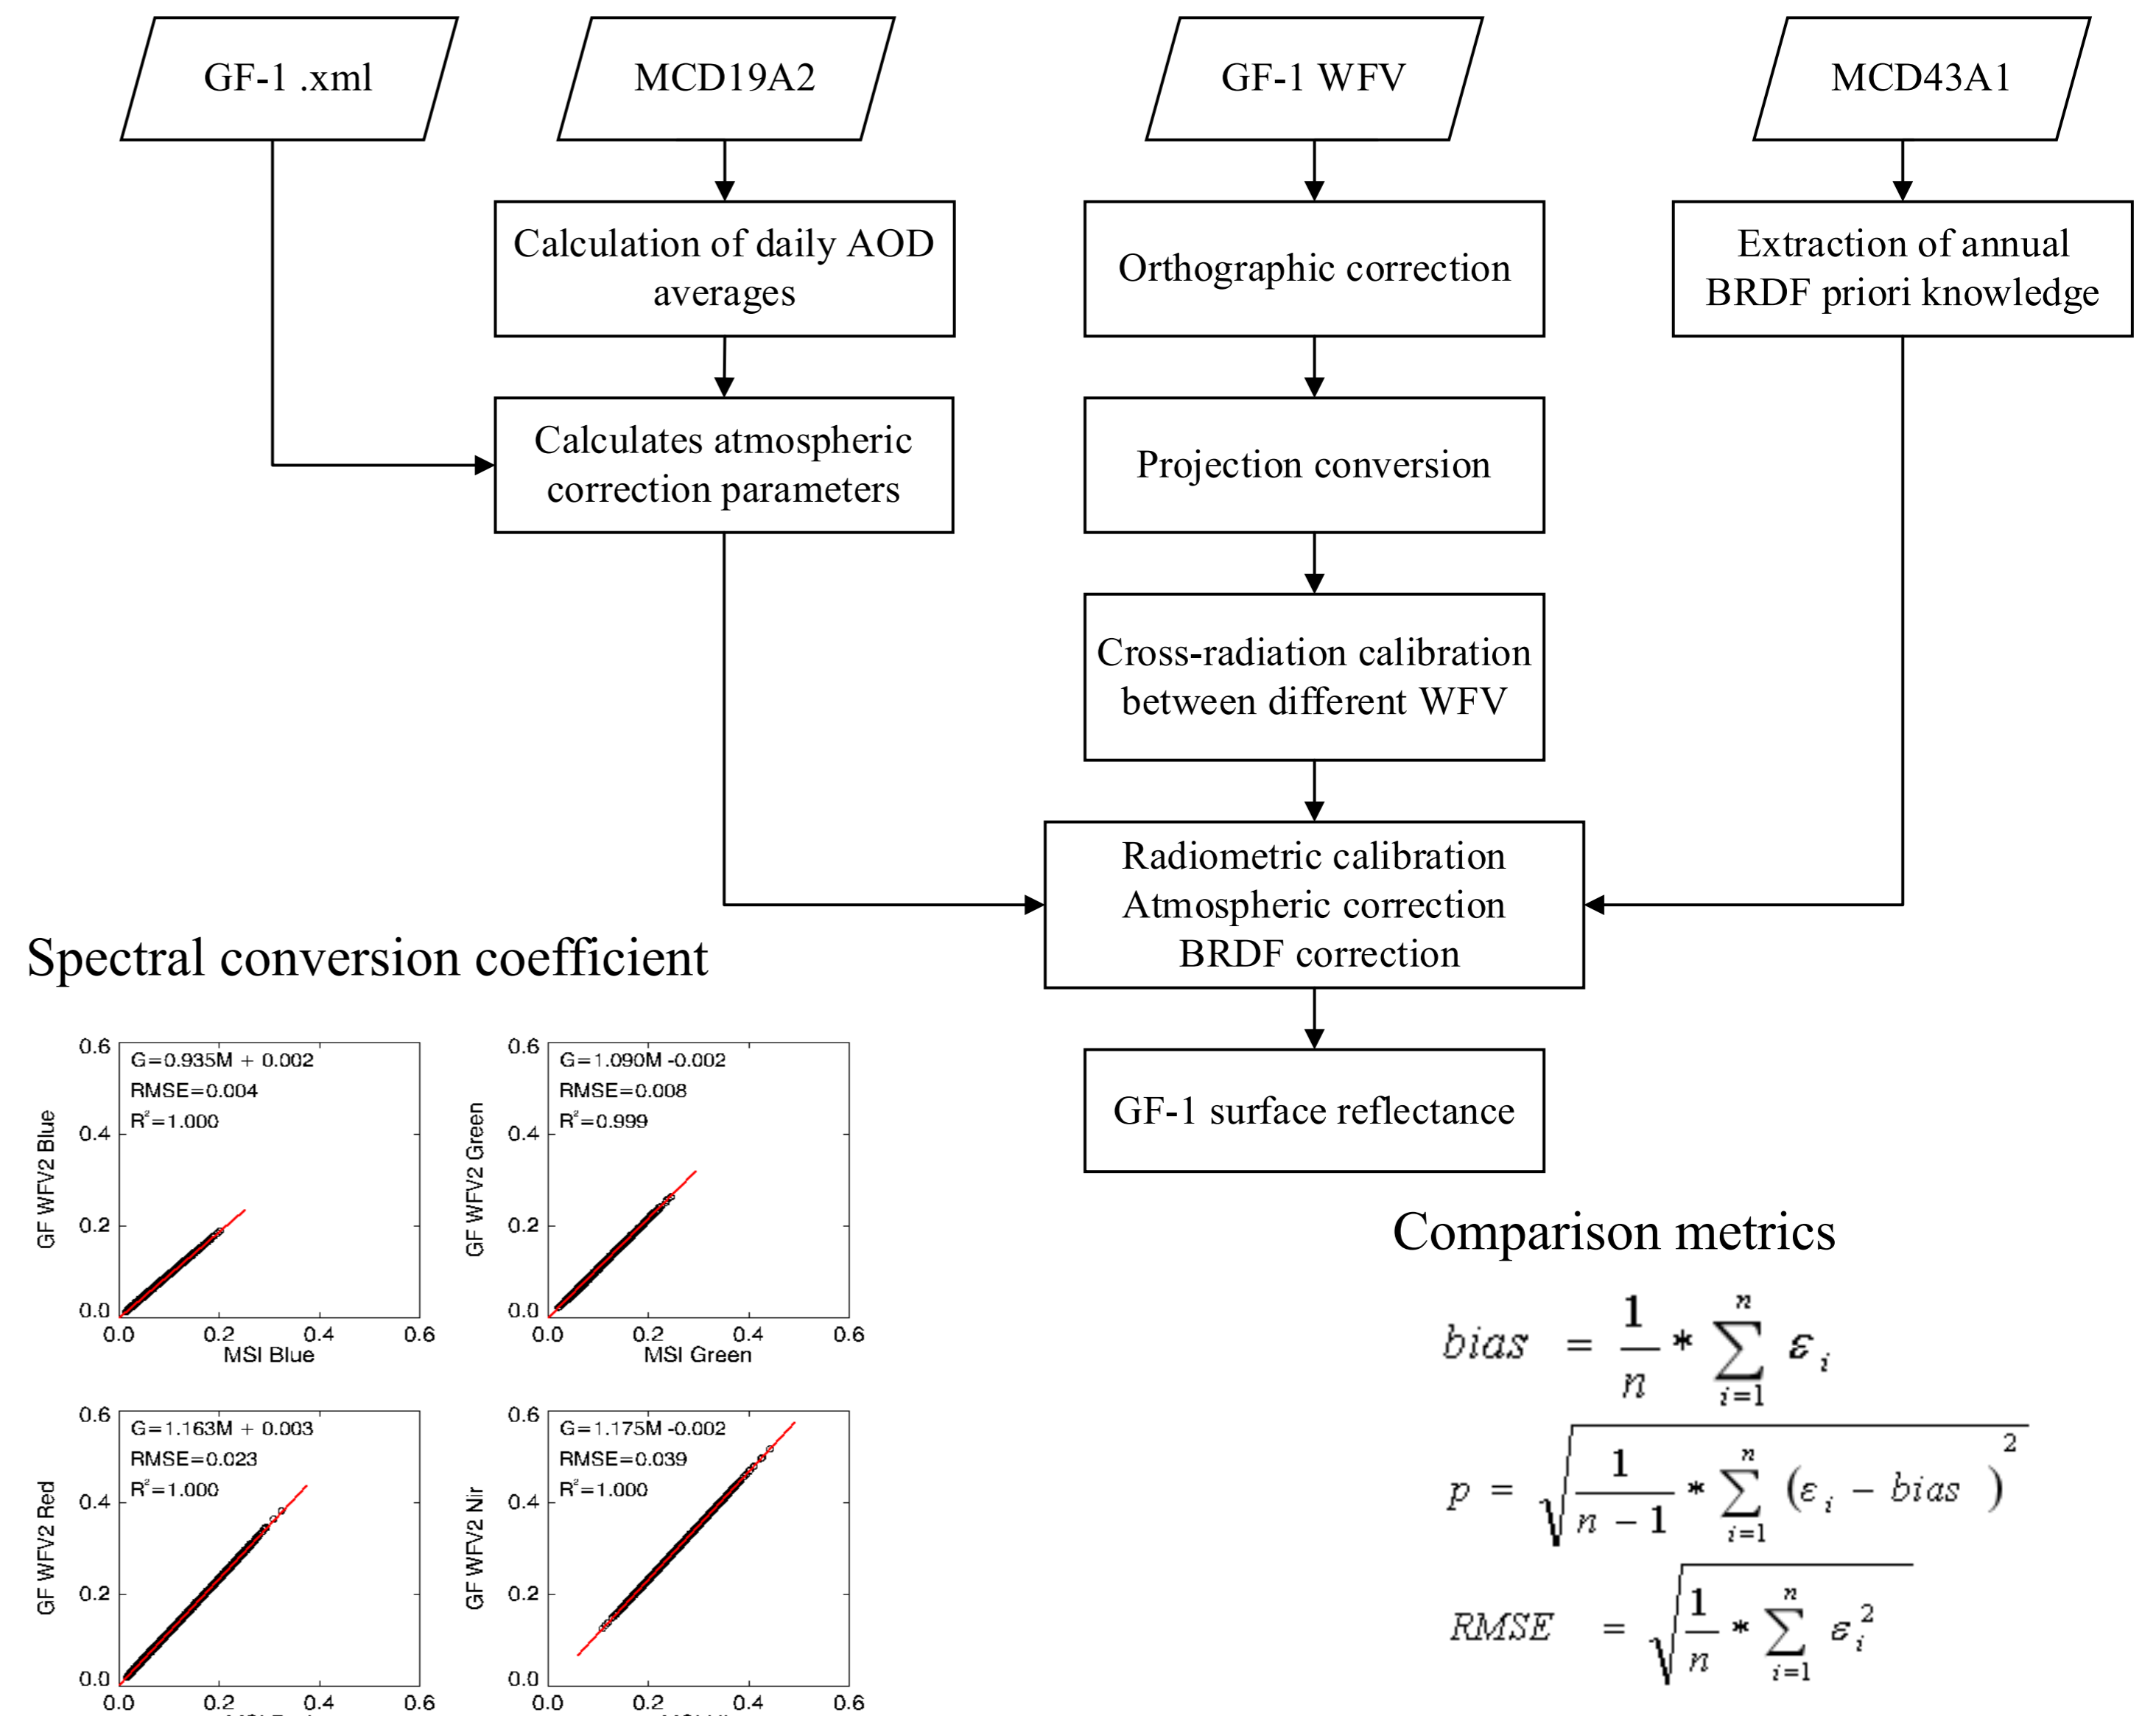 GF-1 .xml
MCD19A2
GF-1 WFV
MCD43A1
Calculation of daily AOD
averages
Orthographic correction
Extraction of annual
BRDF priori knowledge
Calculates atmospheric
correction parameters
Projection conversion
Cross-radiation calibration
between different WFV
Radiometric calibration
Atmospheric correction
BRDF correction
GF-1 surface reflectance
Spectral conversion coefficient
G=0.935M + 0.002
RMSE=0.004
R²=1.000
GF WFV2 Blue
0.6
0.4
0.2
0.0
0.0 0.2 0.4 0.6
MSI Blue
G=1.090M -0.002
RMSE=0.008
R²=0.999
GF WFV2 Green
0.6
0.4
0.2
0.0
0.0 0.2 0.4 0.6
MSI Green
G=1.163M + 0.003
RMSE=0.023
R²=1.000
GF WFV2 Red
0.6
0.4
0.2
0.0
0.0 0.2 0.4 0.6
G=1.175M -0.002
RMSE=0.039
R²=1.000
GF WFV2 Nir
0.6
0.4
0.2
0.0
0.0 0.2 0.4 0.6
Comparison metrics
bias = 1/n * ∑ i=1 n ε i
p = √ 1/(n − 1) * ∑ i=1 n (ε i − bias )²
RMSE = √ 1/n * ∑ i=1 n ε i ²